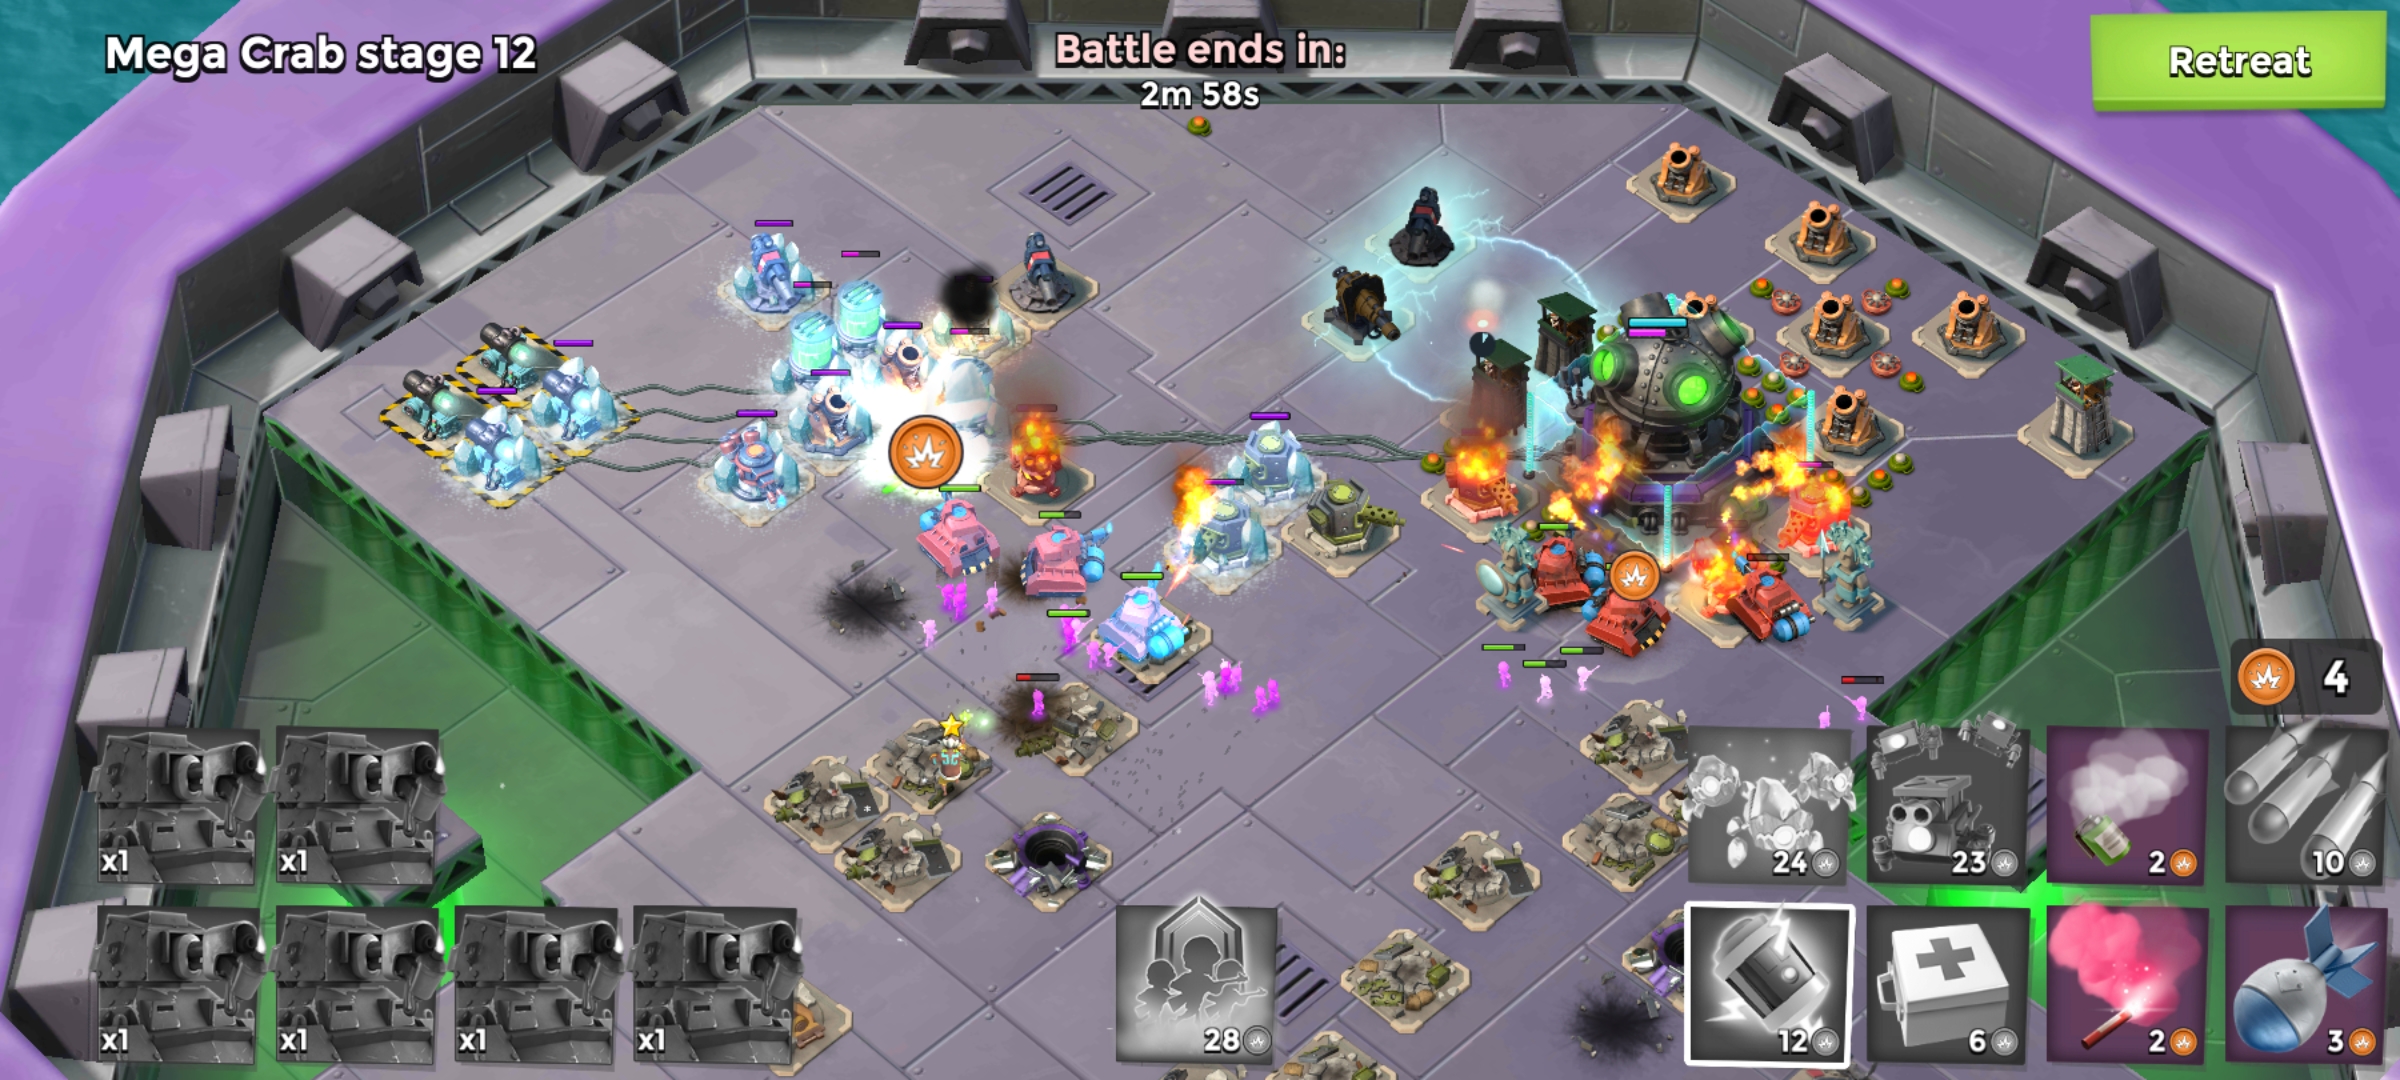 Mega Crab stage 12
Battle ends in:
2m 58s
Retreat
4
x1
x1
24
23
2
10
x1
x1
x1
x1
28
12
6
2
3